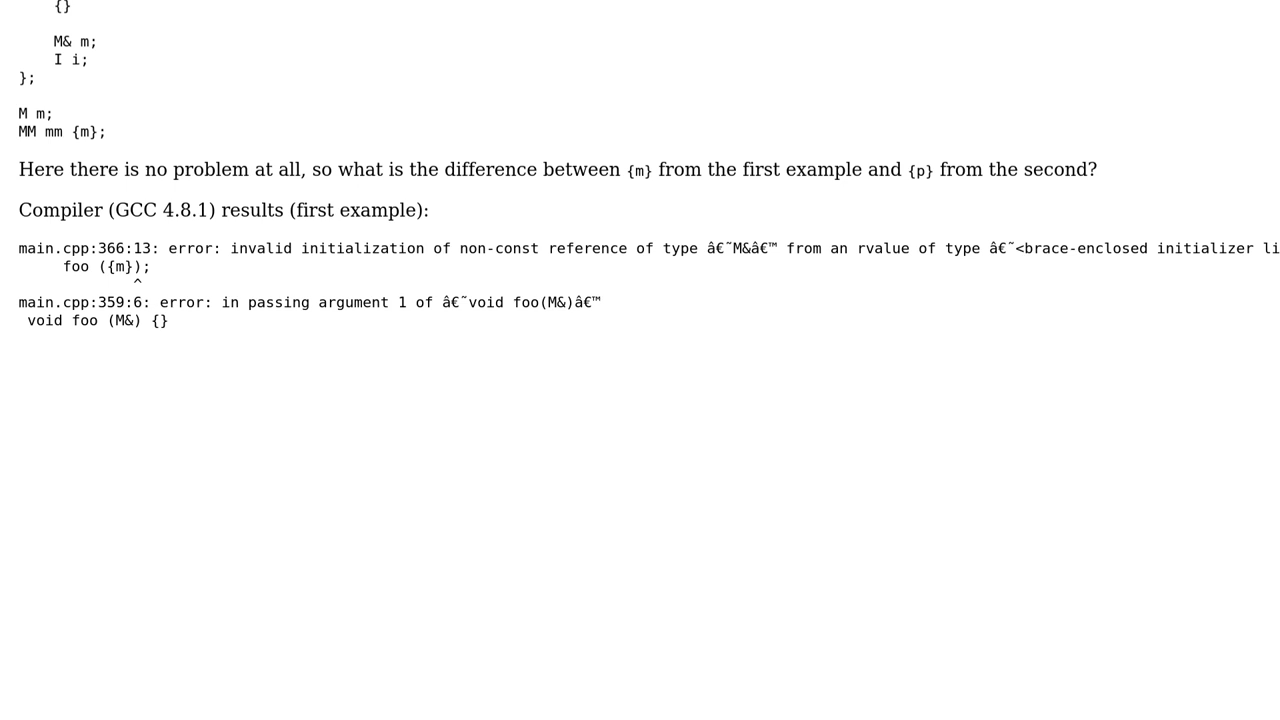 {}
M& m;
I i;
};
M m;
MM mm {m};
Here there is no problem at all, so what is the difference between {m} from the first example and {p} from the second?
Compiler (GCC 4.8.1) results (first example):
main.cpp:366:13: error: invalid initialization of non-const reference of type â€˜M&â€™ from an rvalue of type â€˜<brace-enclosed initializer li
foo ({m});
^
main.cpp:359:6: error: in passing argument 1 of â€˜void foo(M&)â€™
void foo (M&) {}